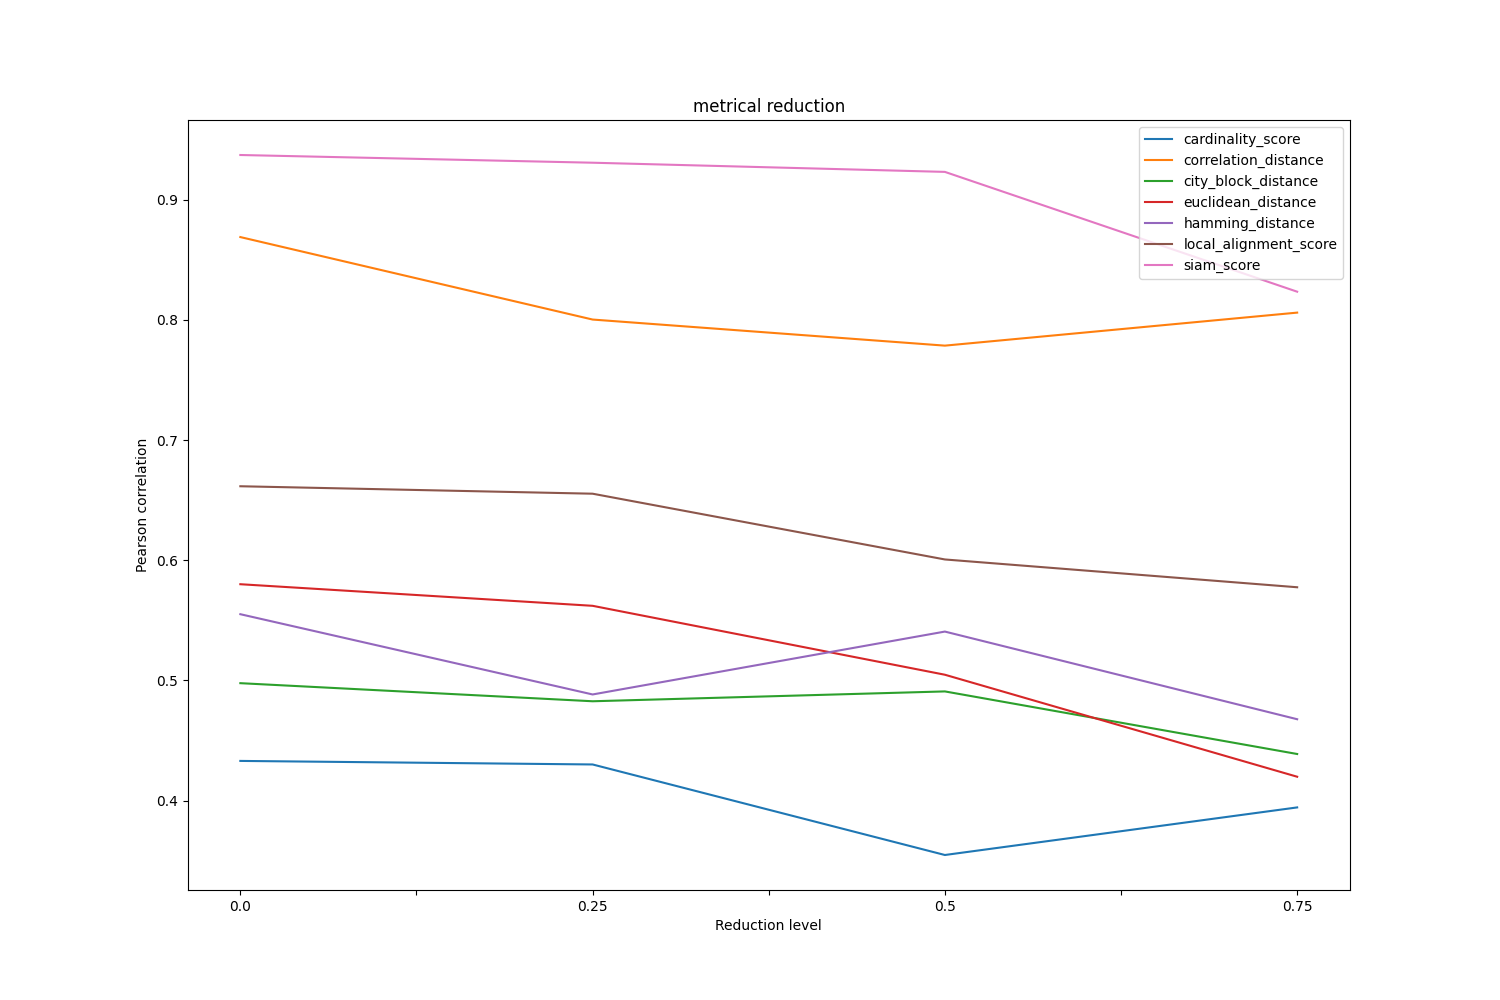 metrical reduction
cardinality_score
correlation_distance
city_block_distance
euclidean_distance
hamming_distance
local_alignment_score
siam_score
Pearson correlation
0.9
0.8
0.7
0.6
0.5
0.4
0.0 0.25 0.5 0.75
Reduction level